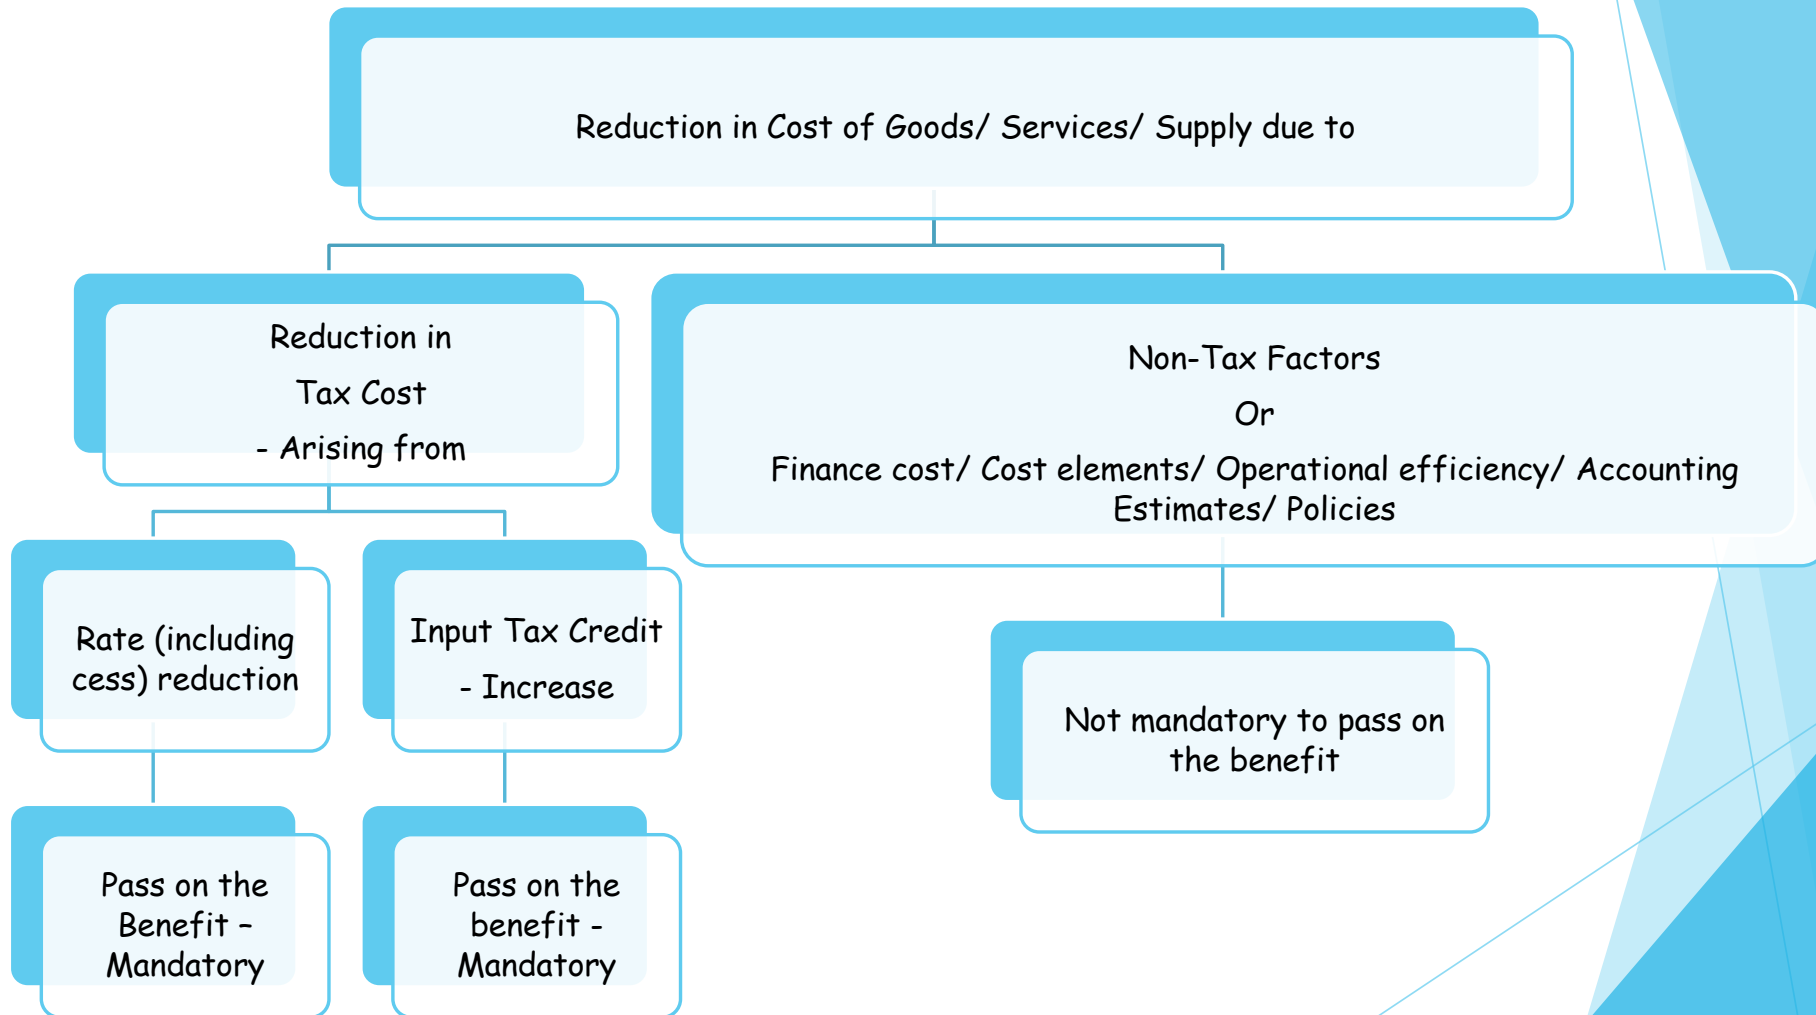 Reduction in Cost of Goods/ Services/ Supply due to
Reduction in
Tax Cost
- Arising from
Non-Tax Factors
Or
Finance cost/ Cost elements/ Operational efficiency/ Accounting
Estimates/ Policies
Rate (including
cess) reduction
Input Tax Credit
- Increase
Not mandatory to pass on
the benefit
Pass on the
Benefit –
Mandatory
Pass on the
benefit -
Mandatory